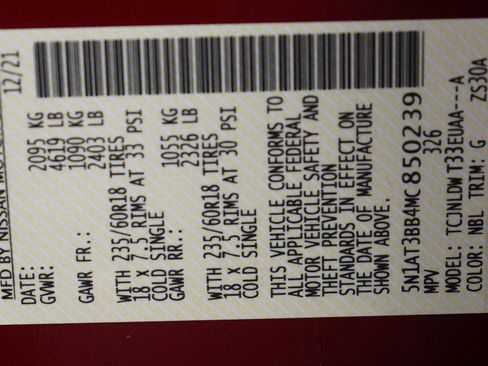 MFD BY NISSAN MO
DATE: 12/21
GVWR: 2095 KG
4619 LB
GAWR FR.: 1090 KG
2403 LB
WITH 235/60R18 TIRES
18 X 7.5 RIMS AT 33 PSI
COLD SINGLE
GAWR RR.: 1055 KG
2326 LB
WITH 235/60R18 TIRES
18 X 7.5 RIMS AT 30 PSI
COLD SINGLE
THIS VEHICLE CONFORMS TO
ALL APPLICABLE FEDERAL
MOTOR VEHICLE SAFETY AND
THEFT PREVENTION
STANDARDS IN EFFECT ON
THE DATE OF MANUFACTURE
SHOWN ABOVE.
5N1AT3BB4MC850239
MPV 326
MODEL: TCJNLDW T33EUAA---A
COLOR: NBL TRIM: G ZS30A